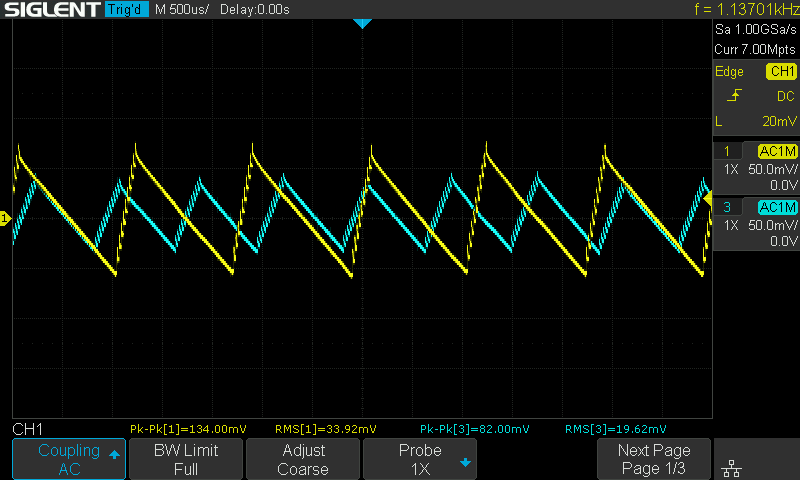 SIGLENT Trig'd M 500us/ Delay:0.00s f = 1.13701kHz
Sa 1.00GSa/s
Curr 7.00Mpts
Edge CH1
DC
L 20mV
1 AC1M
1X 50.0mV/
0.0V
3 AC1M
1X 50.0mV/
0.0V
1
CH1 Pk-Pk[1]=134.00mV RMS[1]=33.92mV Pk-Pk[3]=82.00mV RMS[3]=19.62mV
Coupling BW Limit Adjust Probe Next Page
AC Full Coarse 1X Page 1/3